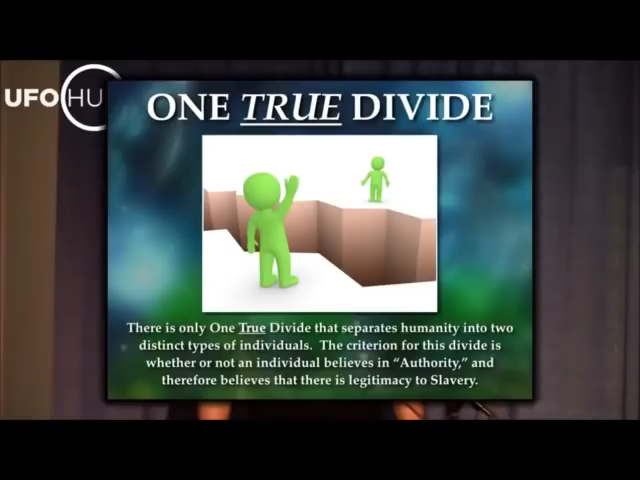 UFO HU
ONE TRUE DIVIDE
There is only One True Divide that separates humanity into two
distinct types of individuals. The criterion for this divide is
whether or not an individual believes in “Authority,” and
therefore believes that there is legitimacy to Slavery.